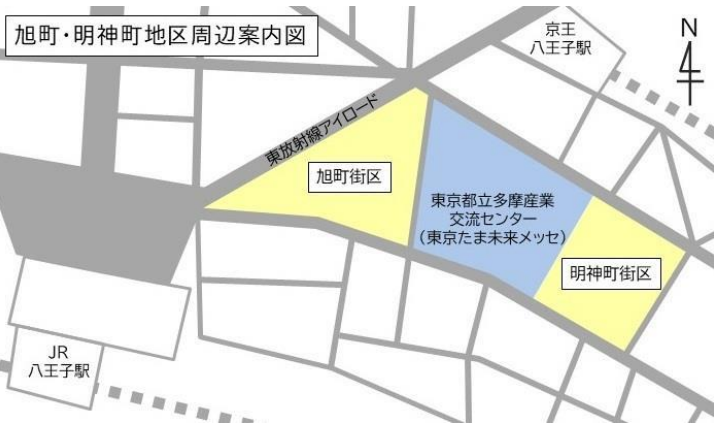 旭町・明神町地区周辺案内図
京王
八王子駅
N
東放射線アイロード
旭町街区
東京都立多摩産業
交流センター
（東京たま未来メッセ）
明神町街区
JR
八王子駅